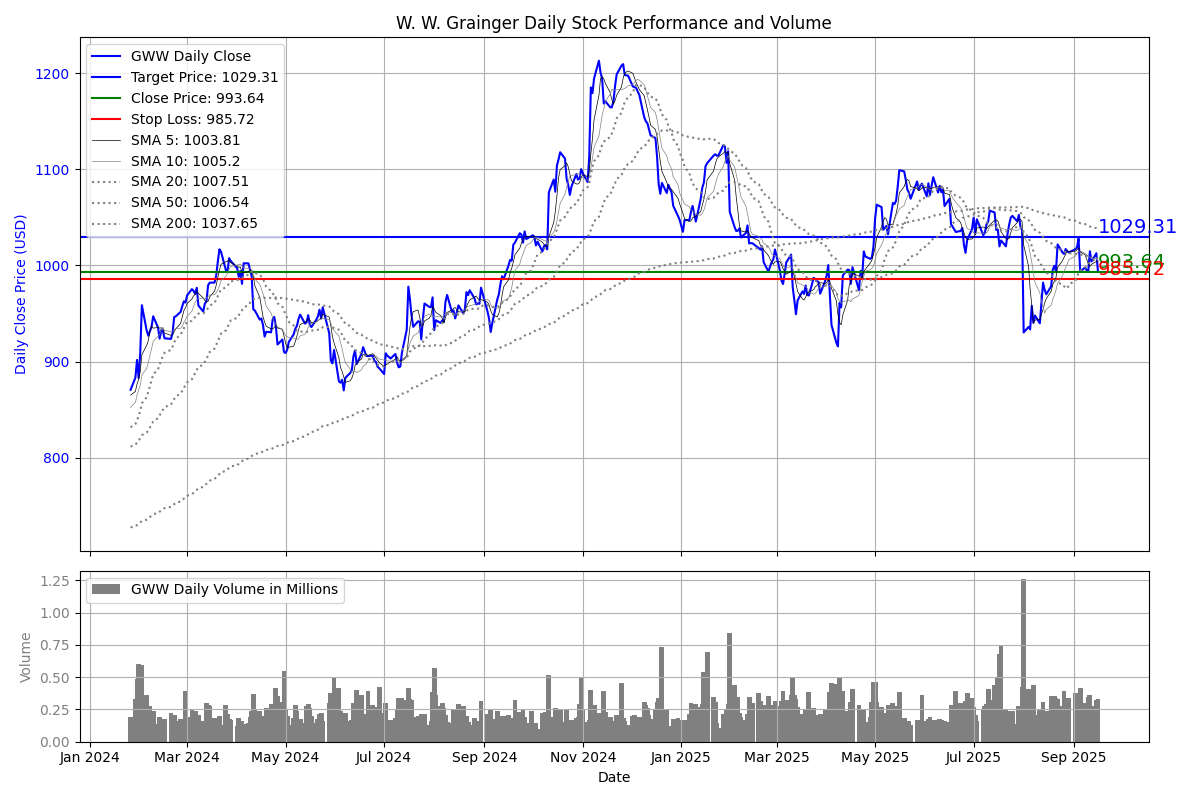 W. W. Grainger Daily Stock Performance and Volume
GWW Daily Close
Target Price: 1029.31
Close Price: 993.64
Stop Loss: 985.72
SMA 5: 1003.81
SMA 10: 1005.2
SMA 20: 1007.51
SMA 50: 1006.54
SMA 200: 1037.65
1200
1100
1000
900
800
Daily Close Price (USD)
1029.31
993.64
985.72
GWW Daily Volume in Millions
1.25
1.00
0.75
0.50
0.25
0.00
Volume
Jan 2024 Mar 2024 May 2024 Jul 2024 Sep 2024 Nov 2024 Jan 2025 Mar 2025 May 2025 Jul 2025 Sep 2025
Date